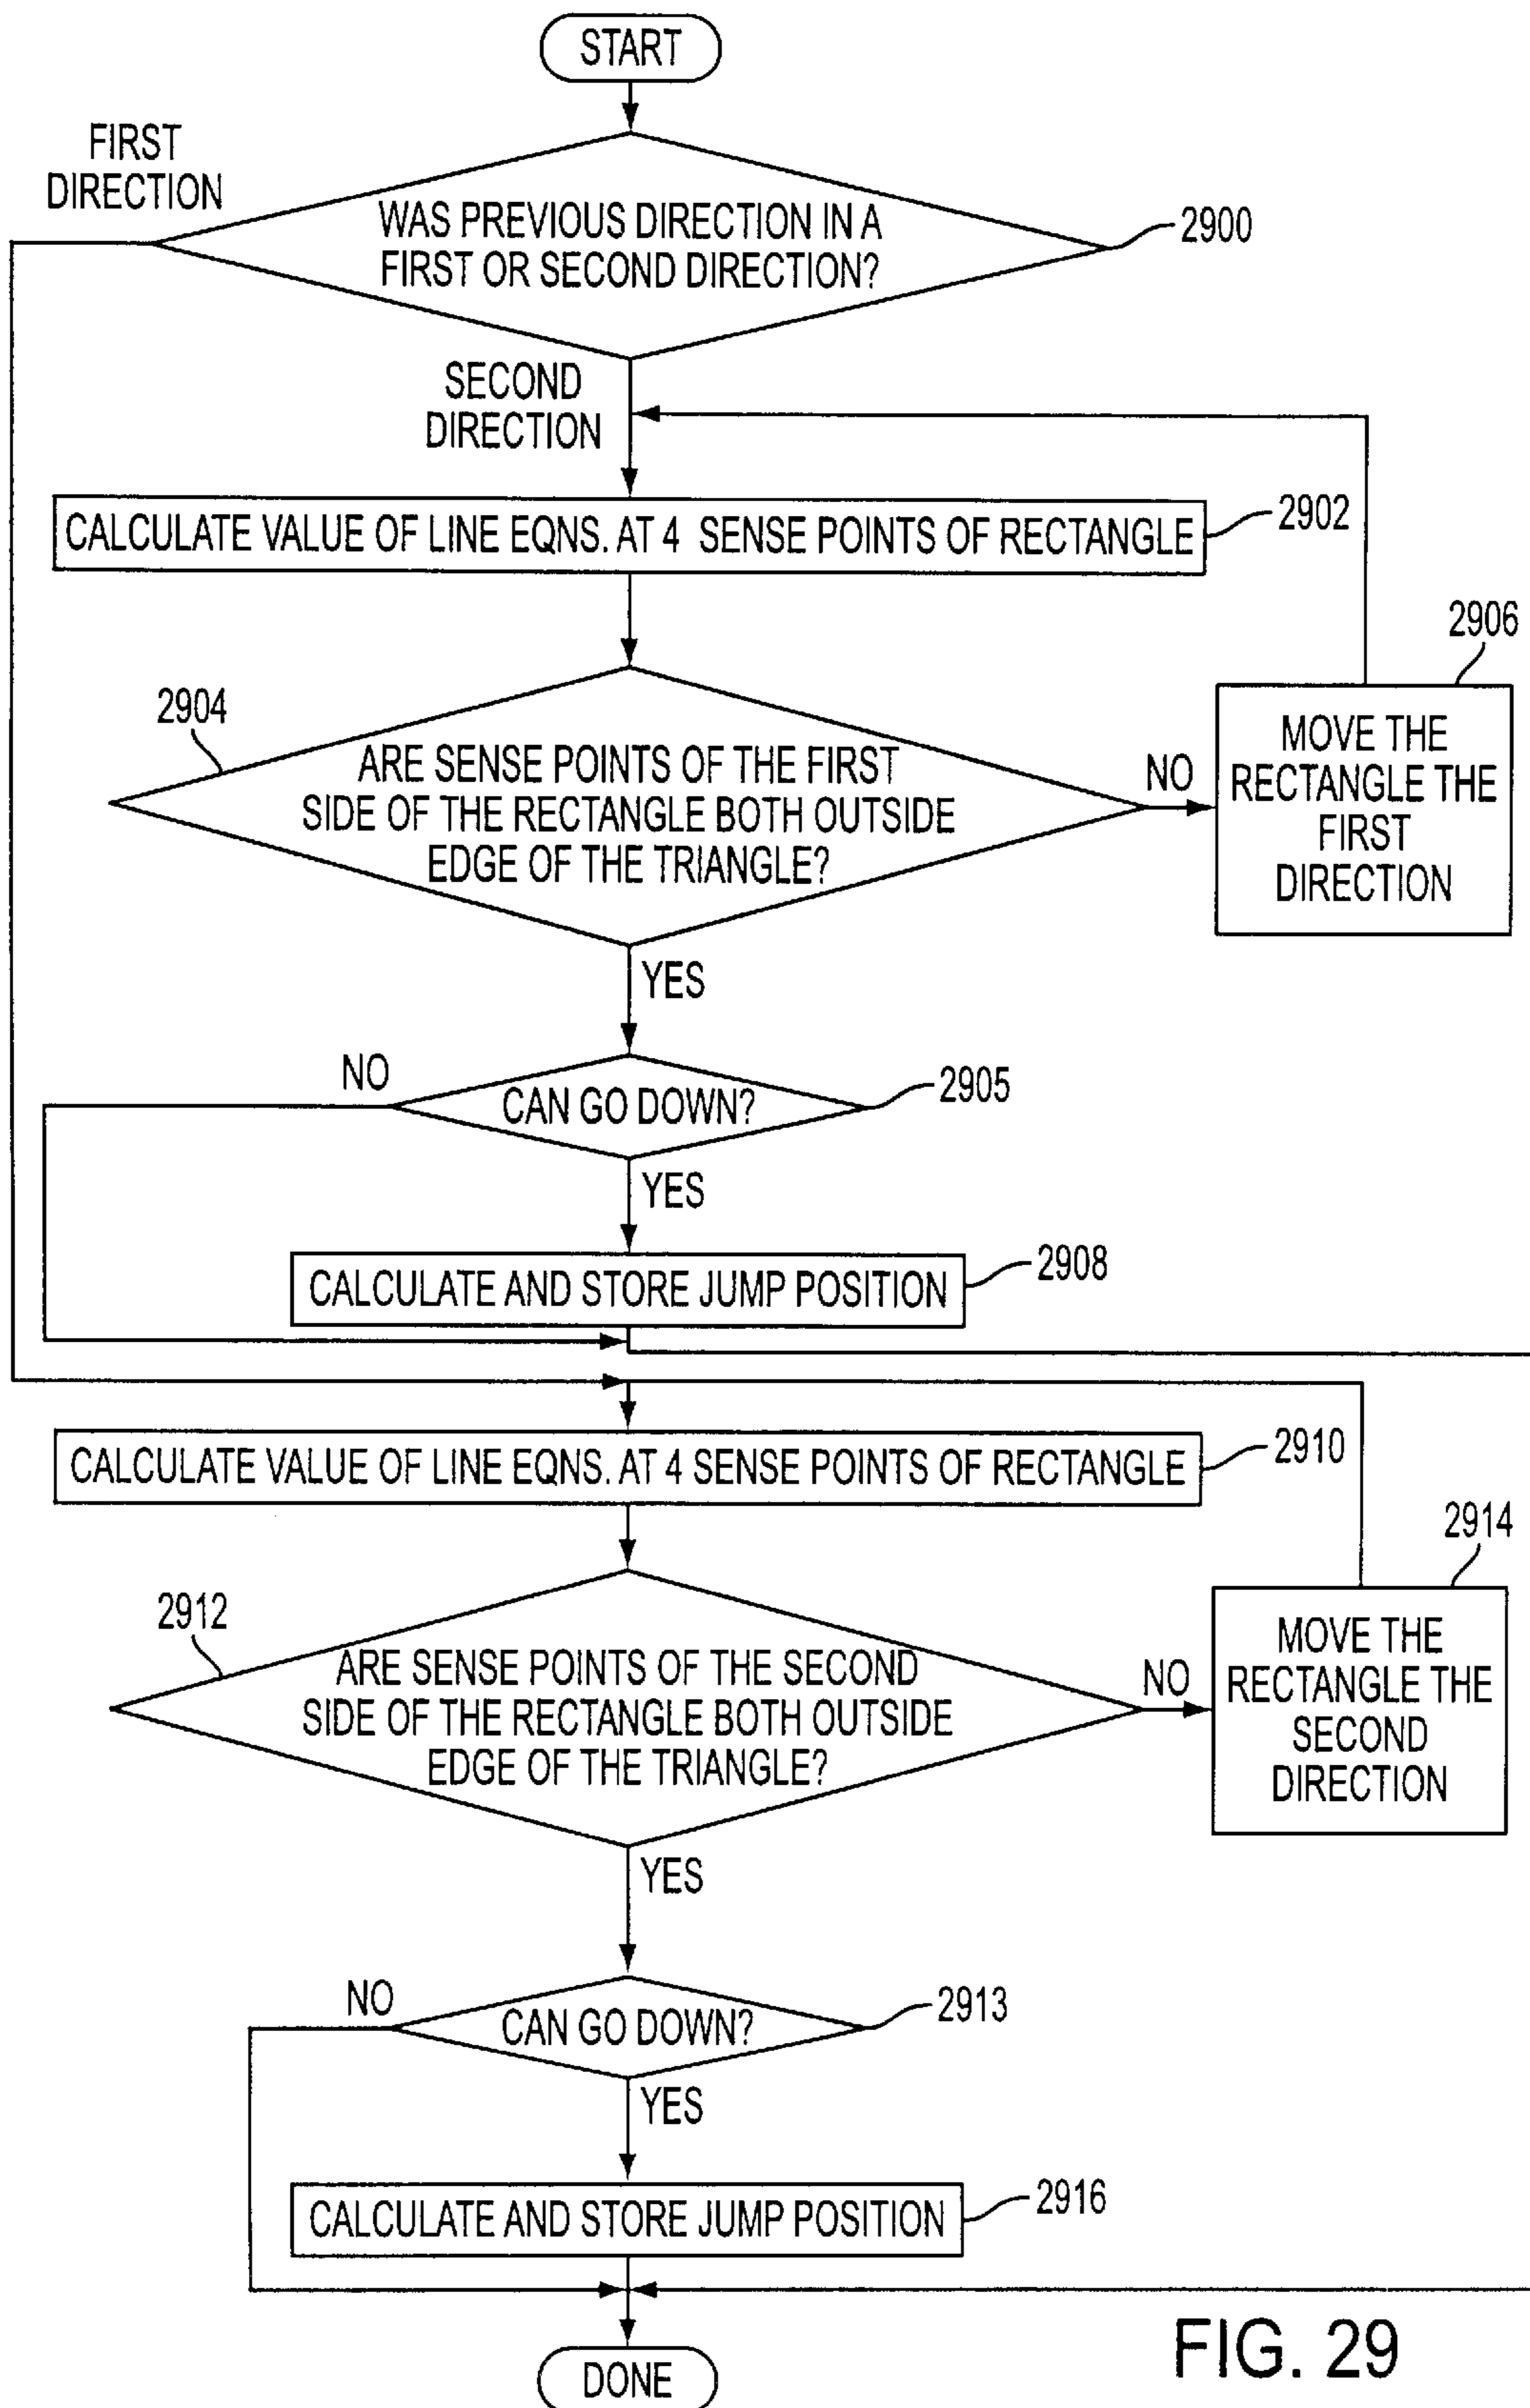 START
FIRST
DIRECTION
WAS PREVIOUS DIRECTION IN A
FIRST OR SECOND DIRECTION?
2900
SECOND
DIRECTION
CALCULATE VALUE OF LINE EQNS. AT 4 SENSE POINTS OF RECTANGLE
2902
2904
ARE SENSE POINTS OF THE FIRST
SIDE OF THE RECTANGLE BOTH OUTSIDE
EDGE OF THE TRIANGLE?
NO
2906
MOVE THE
RECTANGLE THE
FIRST
DIRECTION
YES
NO
CAN GO DOWN?
2905
YES
CALCULATE AND STORE JUMP POSITION
2908
CALCULATE VALUE OF LINE EQNS. AT 4 SENSE POINTS OF RECTANGLE
2910
2912
ARE SENSE POINTS OF THE SECOND
SIDE OF THE RECTANGLE BOTH OUTSIDE
EDGE OF THE TRIANGLE?
NO
2914
MOVE THE
RECTANGLE THE
SECOND
DIRECTION
YES
NO
CAN GO DOWN?
2913
YES
CALCULATE AND STORE JUMP POSITION
2916
DONE
FIG. 29